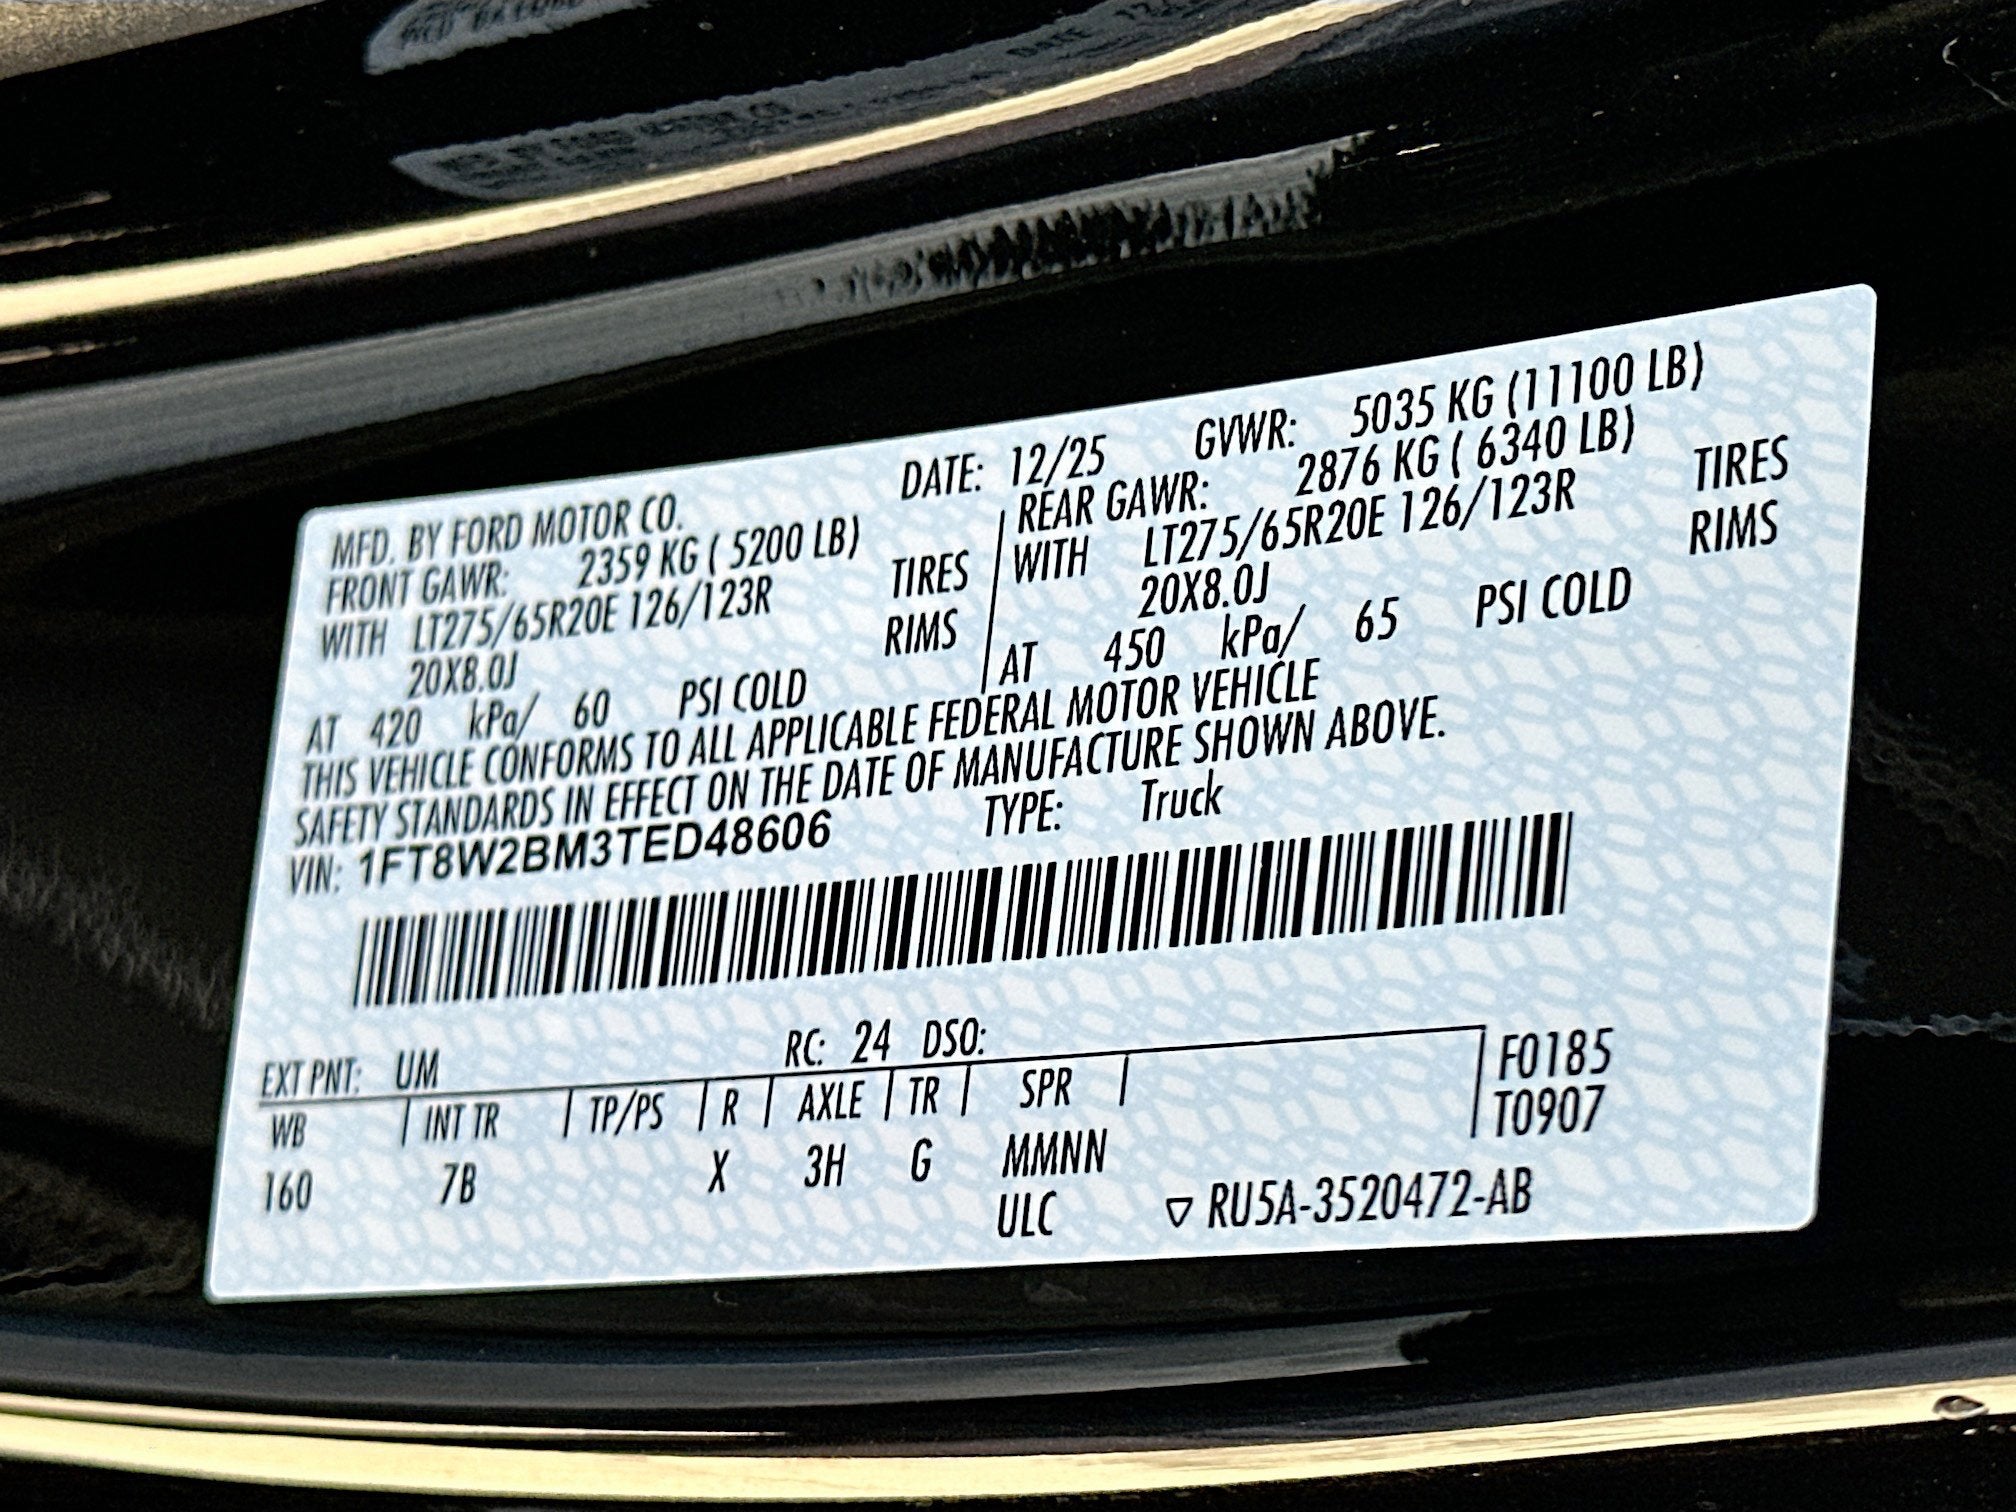 MFD. BY FORD MOTOR CO.
DATE: 12/25 GVWR: 5035 KG (11100 LB)
FRONT GAWR: 2359 KG ( 5200 LB)
WITH LT275/65R20E 126/123R TIRES
20X8.0J RIMS
AT 420 kPa/ 60 PSI COLD
REAR GAWR: 2876 KG ( 6340 LB)
WITH LT275/65R20E 126/123R TIRES
20X8.0J RIMS
AT 450 kPa/ 65 PSI COLD
THIS VEHICLE CONFORMS TO ALL APPLICABLE FEDERAL MOTOR VEHICLE
SAFETY STANDARDS IN EFFECT ON THE DATE OF MANUFACTURE SHOWN ABOVE.
VIN: 1FT8W2BM3TED48606 TYPE: Truck
EXT PNT: UM RC: 24 DSO:
WB | INT TR | TP/PS | R | AXLE | TR | SPR |
160 7B X 3H G MMNN
ULC
F0185
T0907
▽ RU5A-3520472-AB